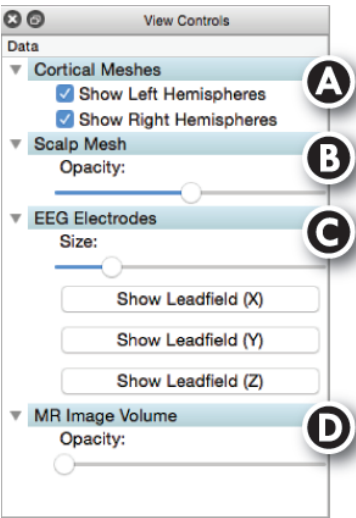 View Controls
Data
Cortical Meshes
A
Show Left Hemispheres
Show Right Hemispheres
Scalp Mesh
B
Opacity:
EEG Electrodes
C
Size:
Show Leadfield (X)
Show Leadfield (Y)
Show Leadfield (Z)
MR Image Volume
D
Opacity: